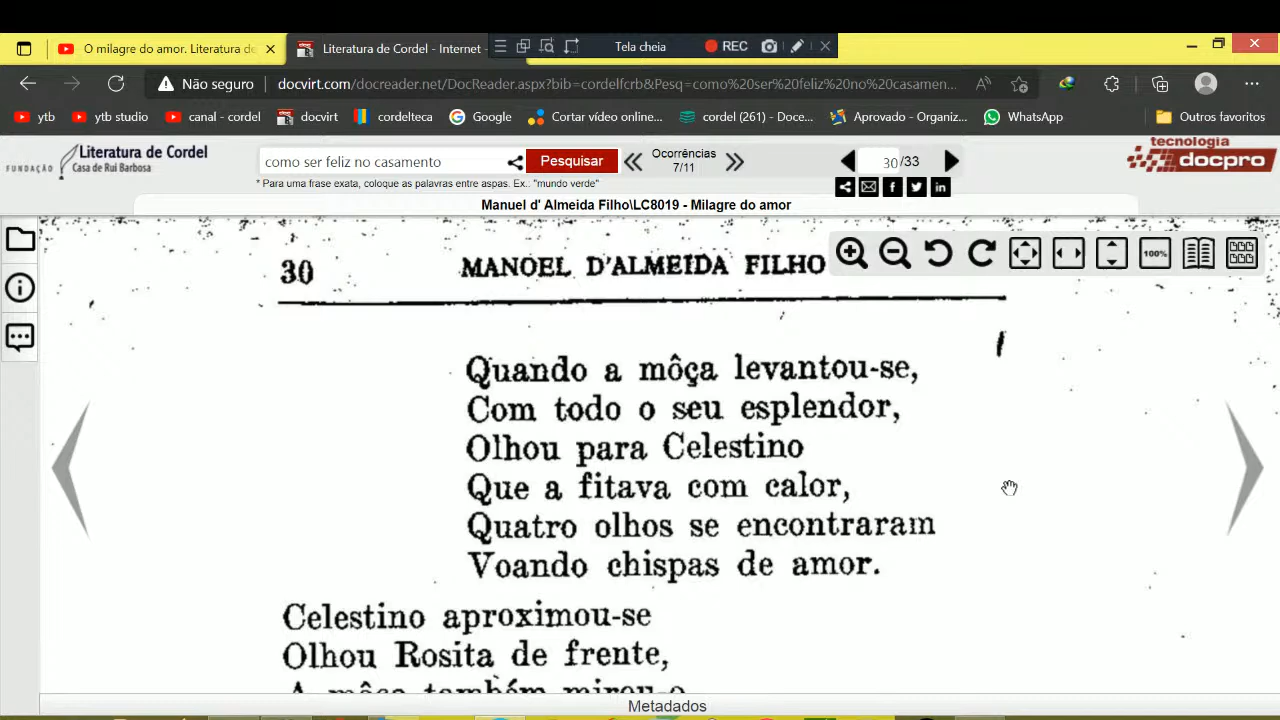 O milagre do amor. Literatura de
Literatura de Cordel - Internet
Tela cheia
REC
Não seguro
docvirt.com/docreader.net/DocReader.aspx?bib=cordelfcrb&Pesq=como%20ser%20feliz%20no%20casamen...
ytb
ytb studio
canal - cordel
docvirt
cordelteca
Google
Cortar vídeo online...
cordel (261) - Doce...
Aprovado - Organiz...
WhatsApp
Outros favoritos
FUNDAÇÃO
Literatura de Cordel
Casa de Rui Barbosa
como ser feliz no casamento
Pesquisar
Ocorrências
7/11
30 /33
tecnologia
docpro
* Para uma frase exata, coloque as palavras entre aspas. Ex.: "mundo verde"
Manuel d' Almeida Filho\LC8019 - Milagre do amor
100%
30 MANOEL D'ALMEIDA FILHO
Quando a môça levantou-se,
Com todo o seu esplendor,
Olhou para Celestino
Que a fitava com calor,
Quatro olhos se encontraram
Voando chispas de amor.
Celestino aproximou-se
Olhou Rosita de frente,
A môça também mirou-o
Metadados